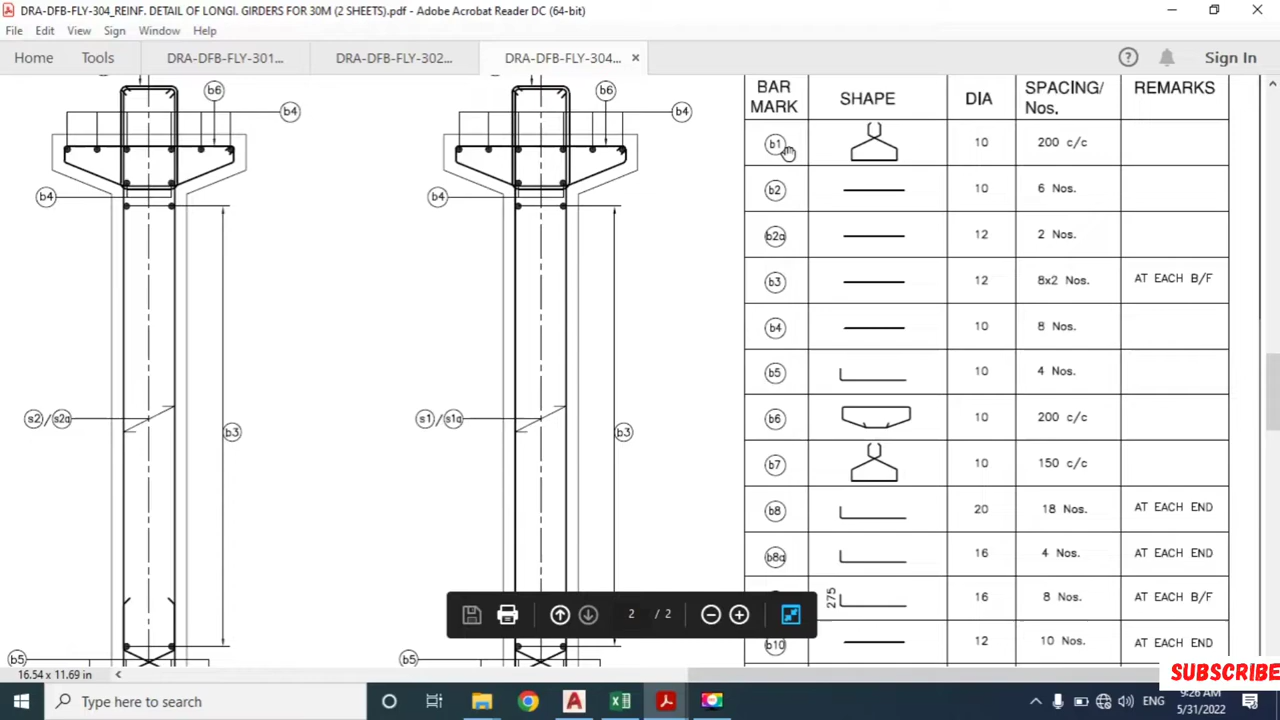 DRA-DFB-FLY-304_REINF. DETAIL OF LONGI. GIRDERS FOR 30M (2 SHEETS).pdf - Adobe Acrobat Reader DC (64-bit)
File Edit View Sign Window Help
Home Tools DRA-DFB-FLY-301... DRA-DFB-FLY-302... DRA-DFB-FLY-304... × Sign In
b6
b4
b4
s2/s2a
b3
b5
b6
b4
b4
s1/s1a
b3
b5
BAR MARK SHAPE DIA SPACING/ Nos. REMARKS
b1 10 200 c/c
b2 10 6 Nos.
b2a 12 2 Nos.
b3 12 8x2 Nos. AT EACH B/F
b4 10 8 Nos.
b5 10 4 Nos.
b6 10 200 c/c
b7 10 150 c/c
b8 20 18 Nos. AT EACH END
b8a 16 4 Nos. AT EACH END
275 16 8 Nos. AT EACH B/F
b10 12 10 Nos. AT EACH END
2 / 2
16.54 x 11.69 in
SUBSCRIBE
Type here to search
ENG
9:26 AM
5/31/2022